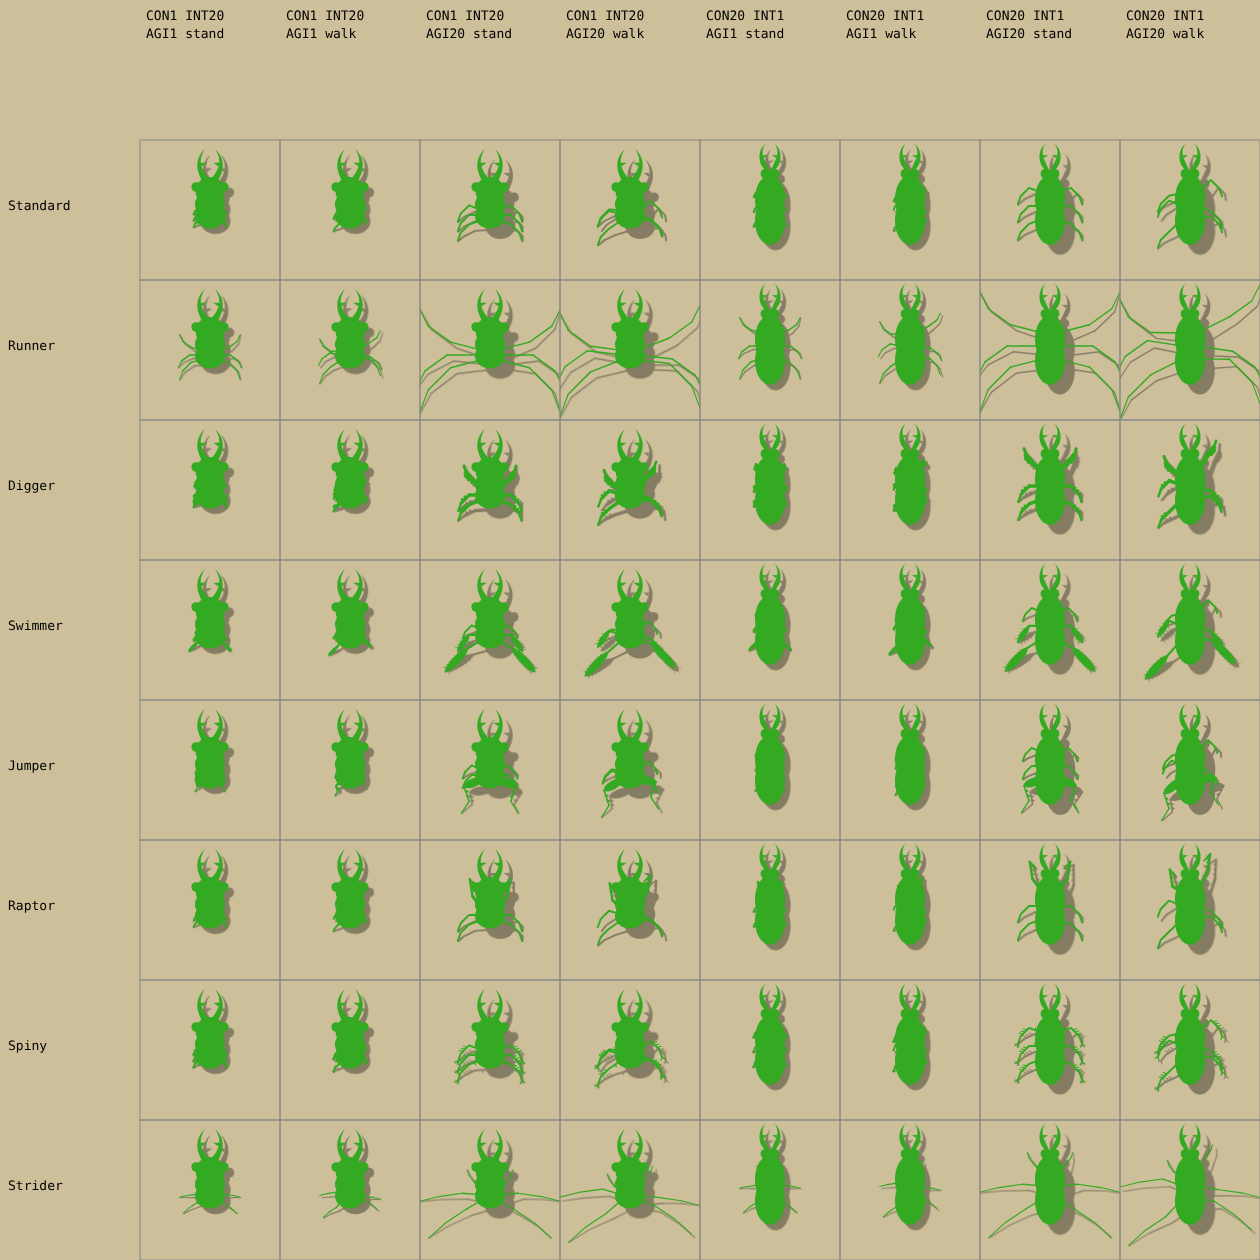 CON1 INT20
AGI1 stand
CON1 INT20
AGI1 walk
CON1 INT20
AGI20 stand
CON1 INT20
AGI20 walk
CON20 INT1
AGI1 stand
CON20 INT1
AGI1 walk
CON20 INT1
AGI20 stand
CON20 INT1
AGI20 walk
Standard
Runner
Digger
Swimmer
Jumper
Raptor
Spiny
Strider